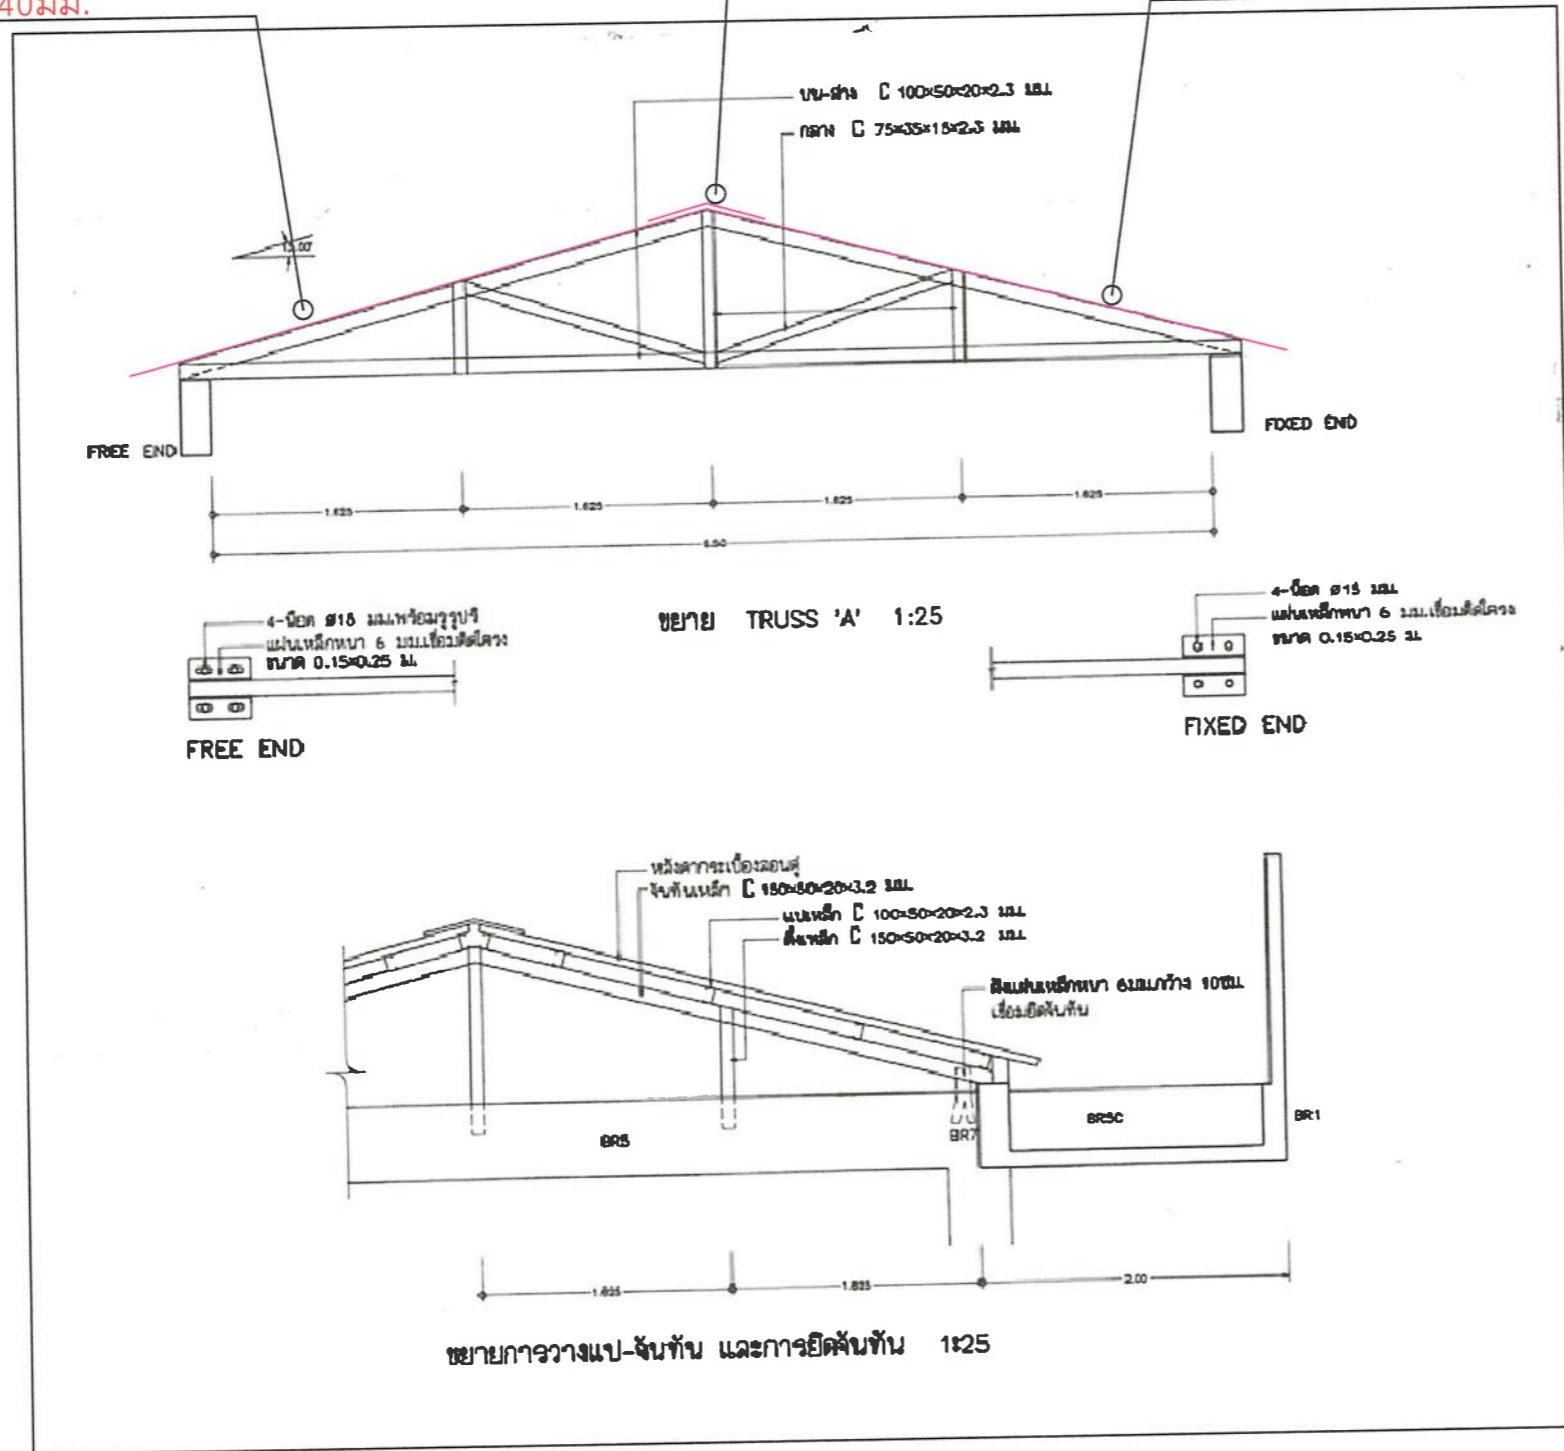 40มม.
บน-ล่าง C 100x50x20x2.3 มม.
กลาง C 75x35x15x2.3 มม.
FREE END
FIXED END
1.625
1.625
1.625
1.625
6.50
ขยาย TRUSS 'A' 1:25
4-น๊อต ø15 มม.พร้อมรูรูปรี
แผ่นเหล็กหนา 6 มม.เชื่อมติดโครง
ขนาด 0.15x0.25 ม.
FREE END
4-น๊อต ø15 มม.
แผ่นเหล็กหนา 6 มม.เชื่อมติดโครง
ขนาด 0.15x0.25 ม.
FIXED END
หลังคากระเบื้องลอนคู่
จันทันเหล็ก C 150x50x20x3.2 มม.
แปเหล็ก C 100x50x20x2.3 มม.
ดั้งเหล็ก C 150x50x20x3.2 มม.
ฝังแผ่นเหล็กหนา 6มม.กว้าง 10ซม.
เชื่อมยึดจันทัน
BR5
BR7
BR5C
BR1
1.625
1.625
2.00
ขยายการวางแป-จันทัน และการยึดจันทัน 1:25